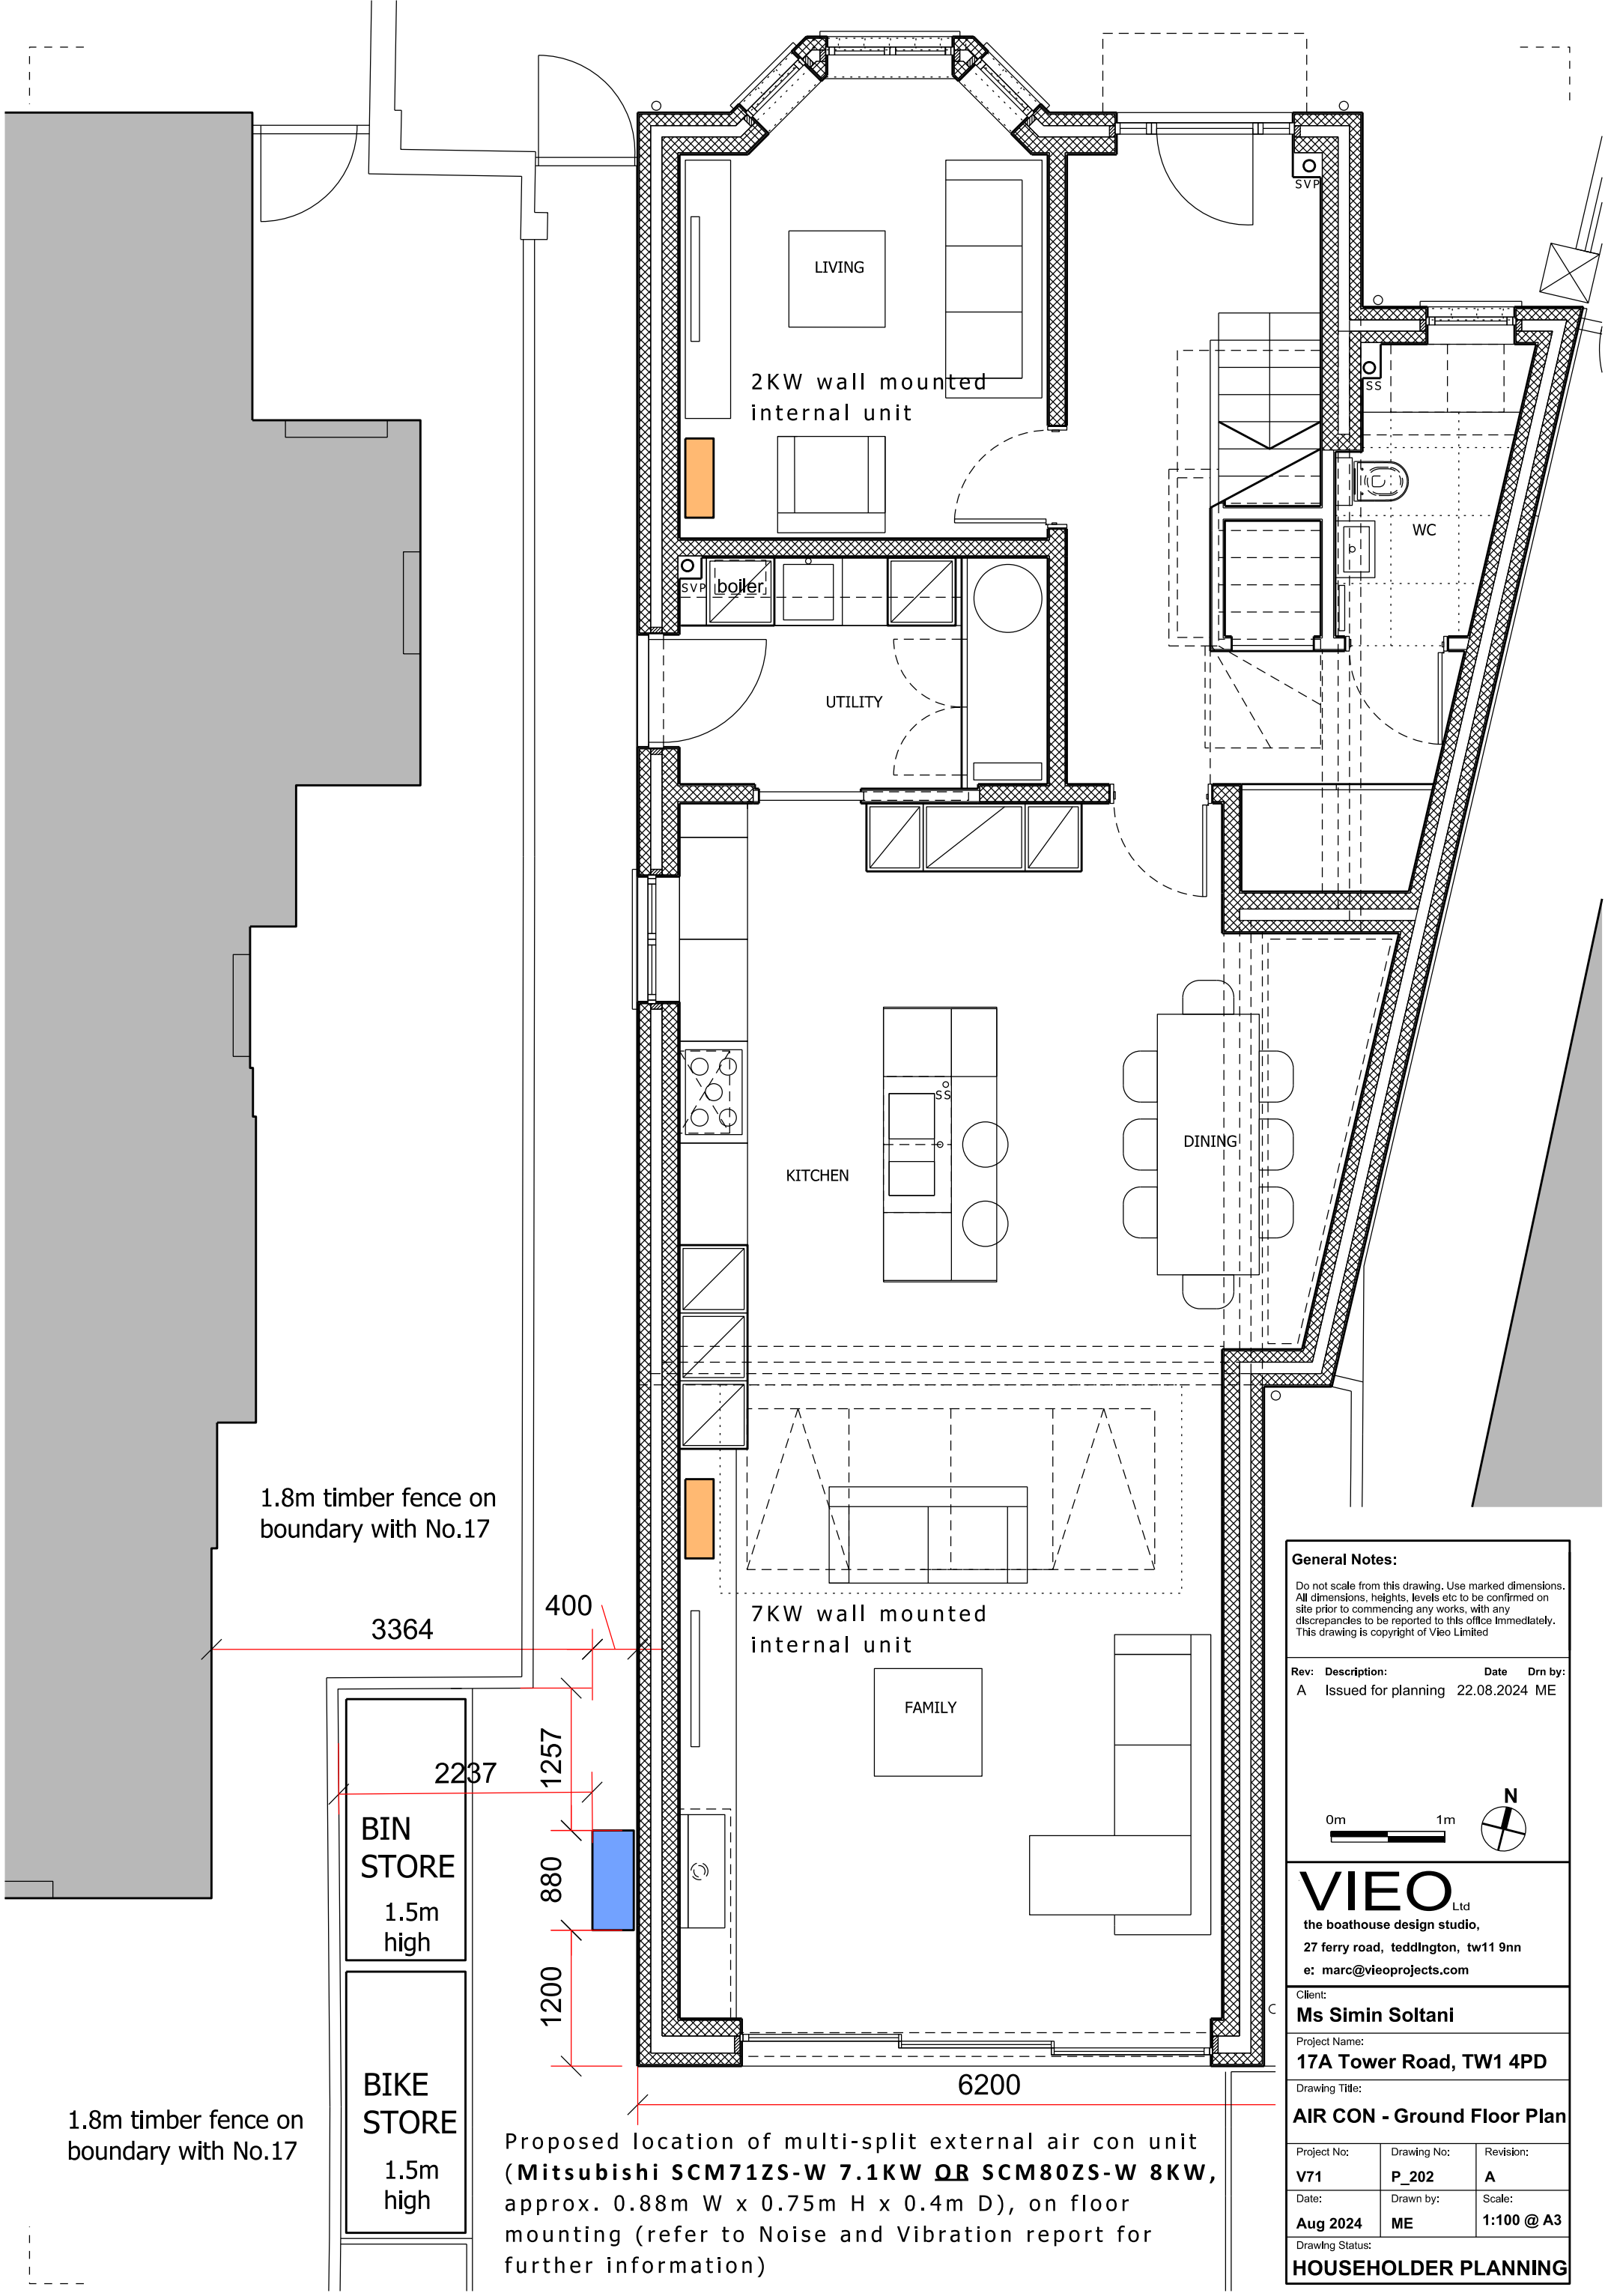 SVP
LIVING
2KW wall mounted
internal unit
SS
WC
SVP
boiler
UTILITY
SS
DINING
KITCHEN
1.8m timber fence on
boundary with No.17
400
3364
7KW wall mounted
internal unit
FAMILY
1257
2237
BIN
STORE
1.5m
high
880
1200
BIKE
STORE
1.5m
high
6200
1.8m timber fence on
boundary with No.17
Proposed location of multi-split external air con unit
(Mitsubishi SCM71ZS-W 7.1KW OR SCM80ZS-W 8KW,
approx. 0.88m W x 0.75m H x 0.4m D), on floor
mounting (refer to Noise and Vibration report for
further information)
General Notes:
Do not scale from this drawing. Use marked dimensions.
All dimensions, heights, levels etc to be confirmed on
site prior to commencing any works, with any
discrepancies to be reported to this office immediately.
This drawing is copyright of Vieo Limited
Rev: Description: Date Drn by:
A Issued for planning 22.08.2024 ME
N
0m 1m
VIEO Ltd
the boathouse design studio,
27 ferry road, teddington, tw11 9nn
e: marc@vieoprojects.com
Client:
Ms Simin Soltani
Project Name:
17A Tower Road, TW1 4PD
Drawing Title:
AIR CON - Ground Floor Plan
Project No: Drawing No: Revision:
V71 P_202 A
Date: Drawn by: Scale:
Aug 2024 ME 1:100 @ A3
Drawing Status:
HOUSEHOLDER PLANNING